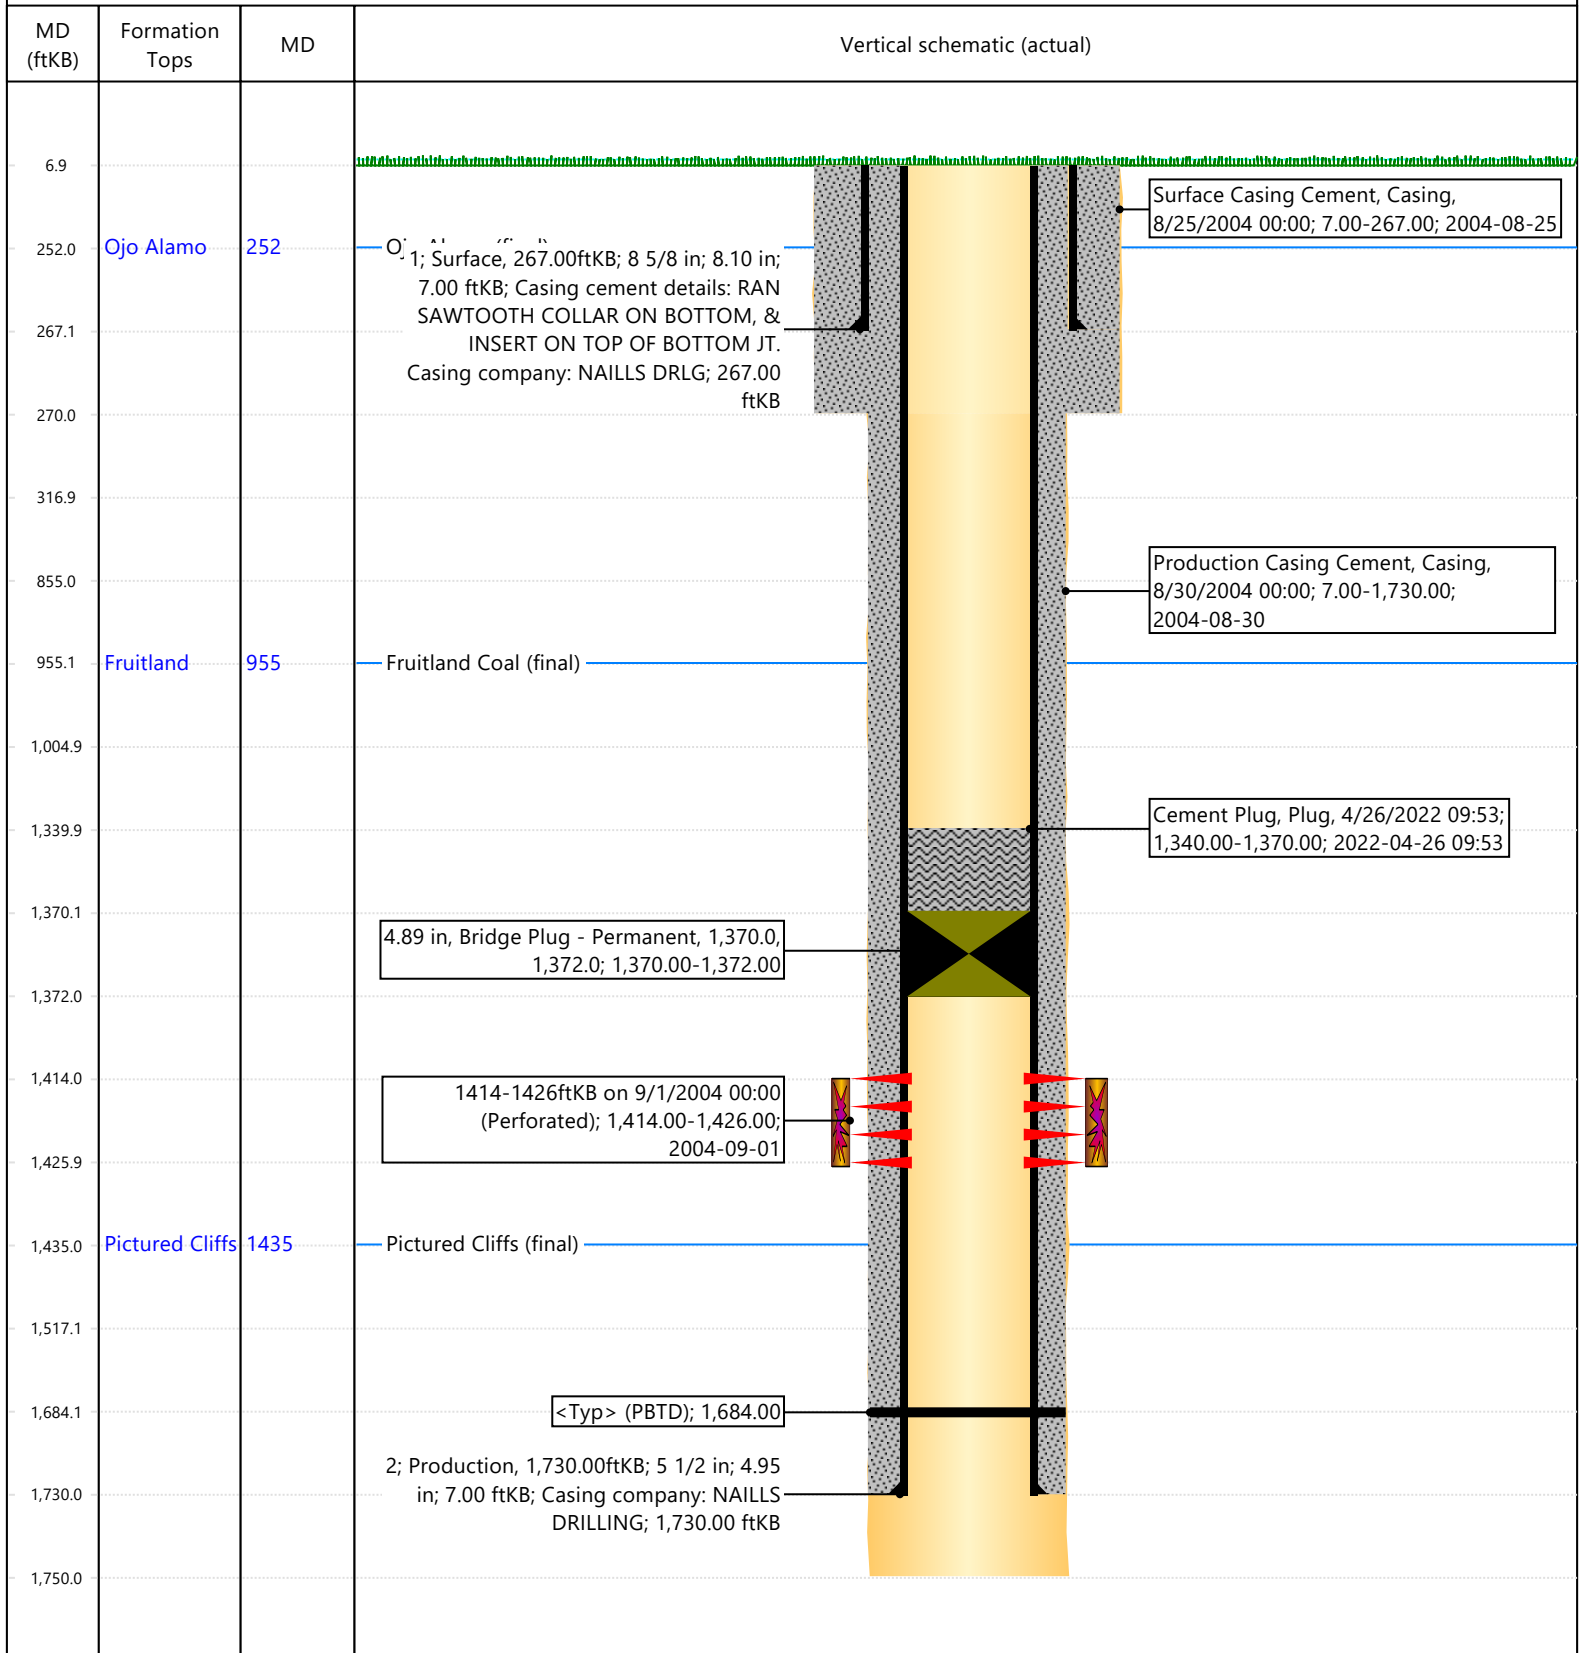 MD
(ftKB)
Formation
Tops
MD
Vertical schematic (actual)
6.9
Surface Casing Cement, Casing,
8/25/2004 00:00; 7.00-267.00; 2004-08-25
252.0
Ojo Alamo
252
1; Surface, 267.00ftKB; 8 5/8 in; 8.10 in;
7.00 ftKB; Casing cement details: RAN
SAWTOOTH COLLAR ON BOTTOM, &
INSERT ON TOP OF BOTTOM JT.
Casing company: NAILLS DRLG; 267.00
ftKB
267.1
270.0
316.9
855.0
Production Casing Cement, Casing,
8/30/2004 00:00; 7.00-1,730.00;
2004-08-30
955.1
Fruitland
955
Fruitland Coal (final)
1,004.9
1,339.9
Cement Plug, Plug, 4/26/2022 09:53;
1,340.00-1,370.00; 2022-04-26 09:53
1,370.1
4.89 in, Bridge Plug - Permanent, 1,370.0,
1,372.0; 1,370.00-1,372.00
1,372.0
1,414.0
1414-1426ftKB on 9/1/2004 00:00
(Perforated); 1,414.00-1,426.00;
2004-09-01
1,425.9
1,435.0
Pictured Cliffs
1435
Pictured Cliffs (final)
1,517.1
1,684.1
<Typ> (PBTD); 1,684.00
2; Production, 1,730.00ftKB; 5 1/2 in; 4.95
in; 7.00 ftKB; Casing company: NAILLS
DRILLING; 1,730.00 ftKB
1,730.0
1,750.0